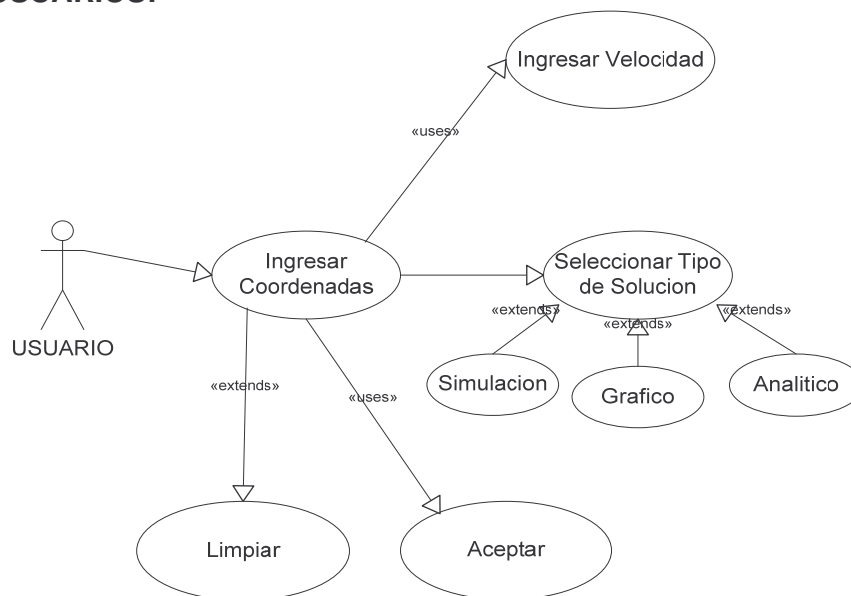 USUARIOS:
Ingresar Velocidad
«uses»
Ingresar
Coordenadas
Seleccionar Tipo
de Solucion
«extends»
«extends»
«extends»
USUARIO
Simulacion
Grafico
Analitico
«extends»
«uses»
Limpiar
Aceptar